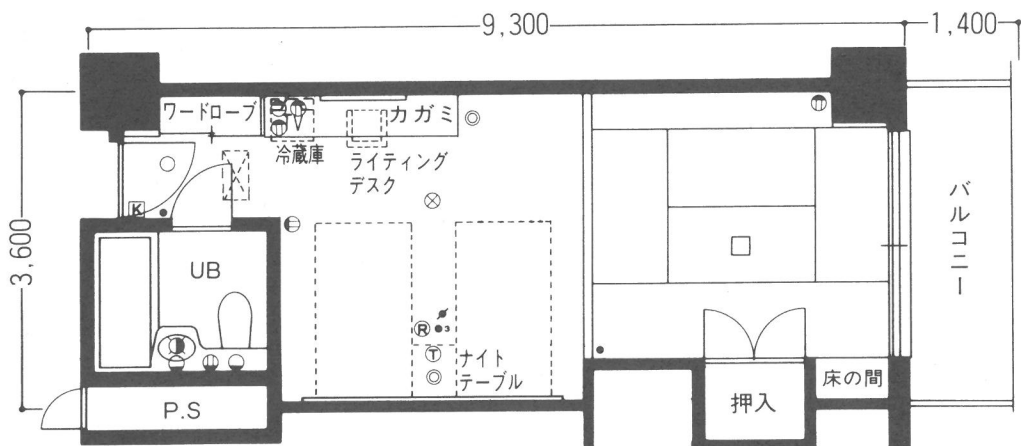 9,300
1,400
ワードローブ
カガミ
冷蔵庫
ライティング
デスク
K
3,600
UB
バルコニー
R
3
T
ナイト
テーブル
P.S
押入
床の間